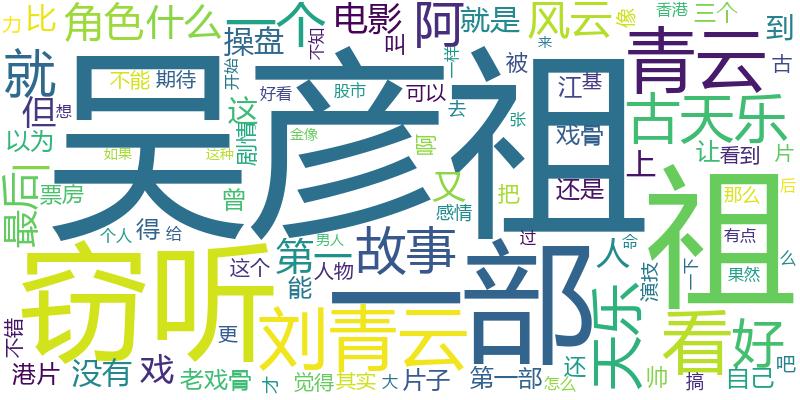 力
比
角色什么
一个
电影
阿
就是
风云
像
香港
三个
到
就
操盘
叫
不知
一样
来
青云
古
但
想
不能
期待
这
开始
好看
股市
可以
被
去
江
基
吴彦祖
以为
剧情
金像
啊
张
戏骨
古天乐
让
看到
片
最后
票房
如果
这种
曾
又
把
还是
上
祖
那么
后
个人
得
给
男人
感情
过
有点
窃听
这个
第一
人物
能
故事
一部
人
命
演技
一下
果然
么
不错
更
刘青云
天乐
看
好
港片
没有
戏
老戏骨
才
觉得
其实
大
片子
第一部
怎么
还
帅
搞
自己
吧